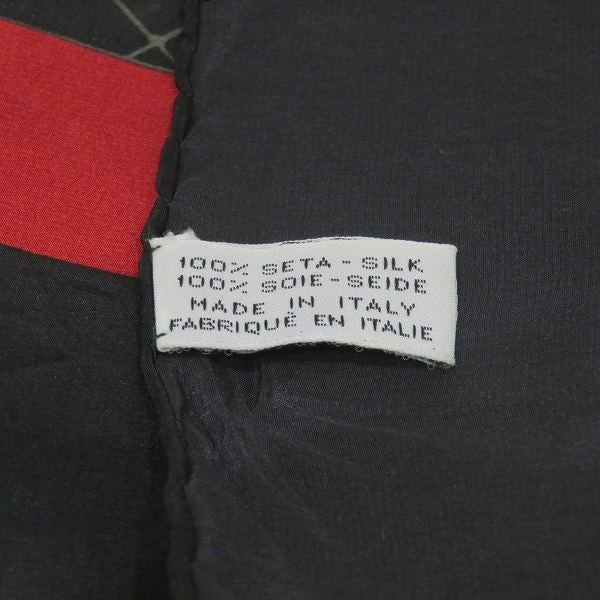 100% SETA - SILK
100% SOIE - SEIDE
MADE IN ITALY
FABRIQUÉ EN ITALIE